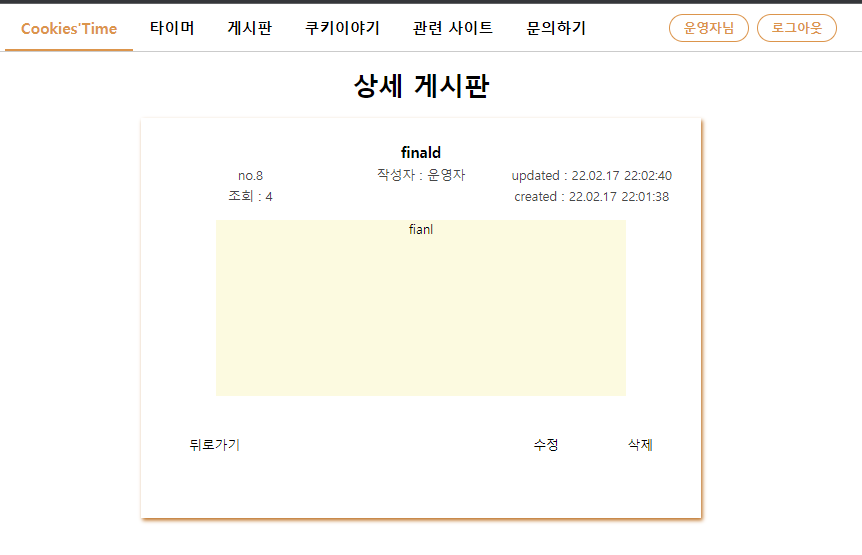 Cookies'Time 타이머 게시판 쿠키이야기 관련 사이트 문의하기 운영자님 로그아웃
상세 게시판
finald
no.8 작성자 : 운영자 updated : 22.02.17 22:02:40
조회 : 4 created : 22.02.17 22:01:38
fianl
뒤로가기 수정 삭제